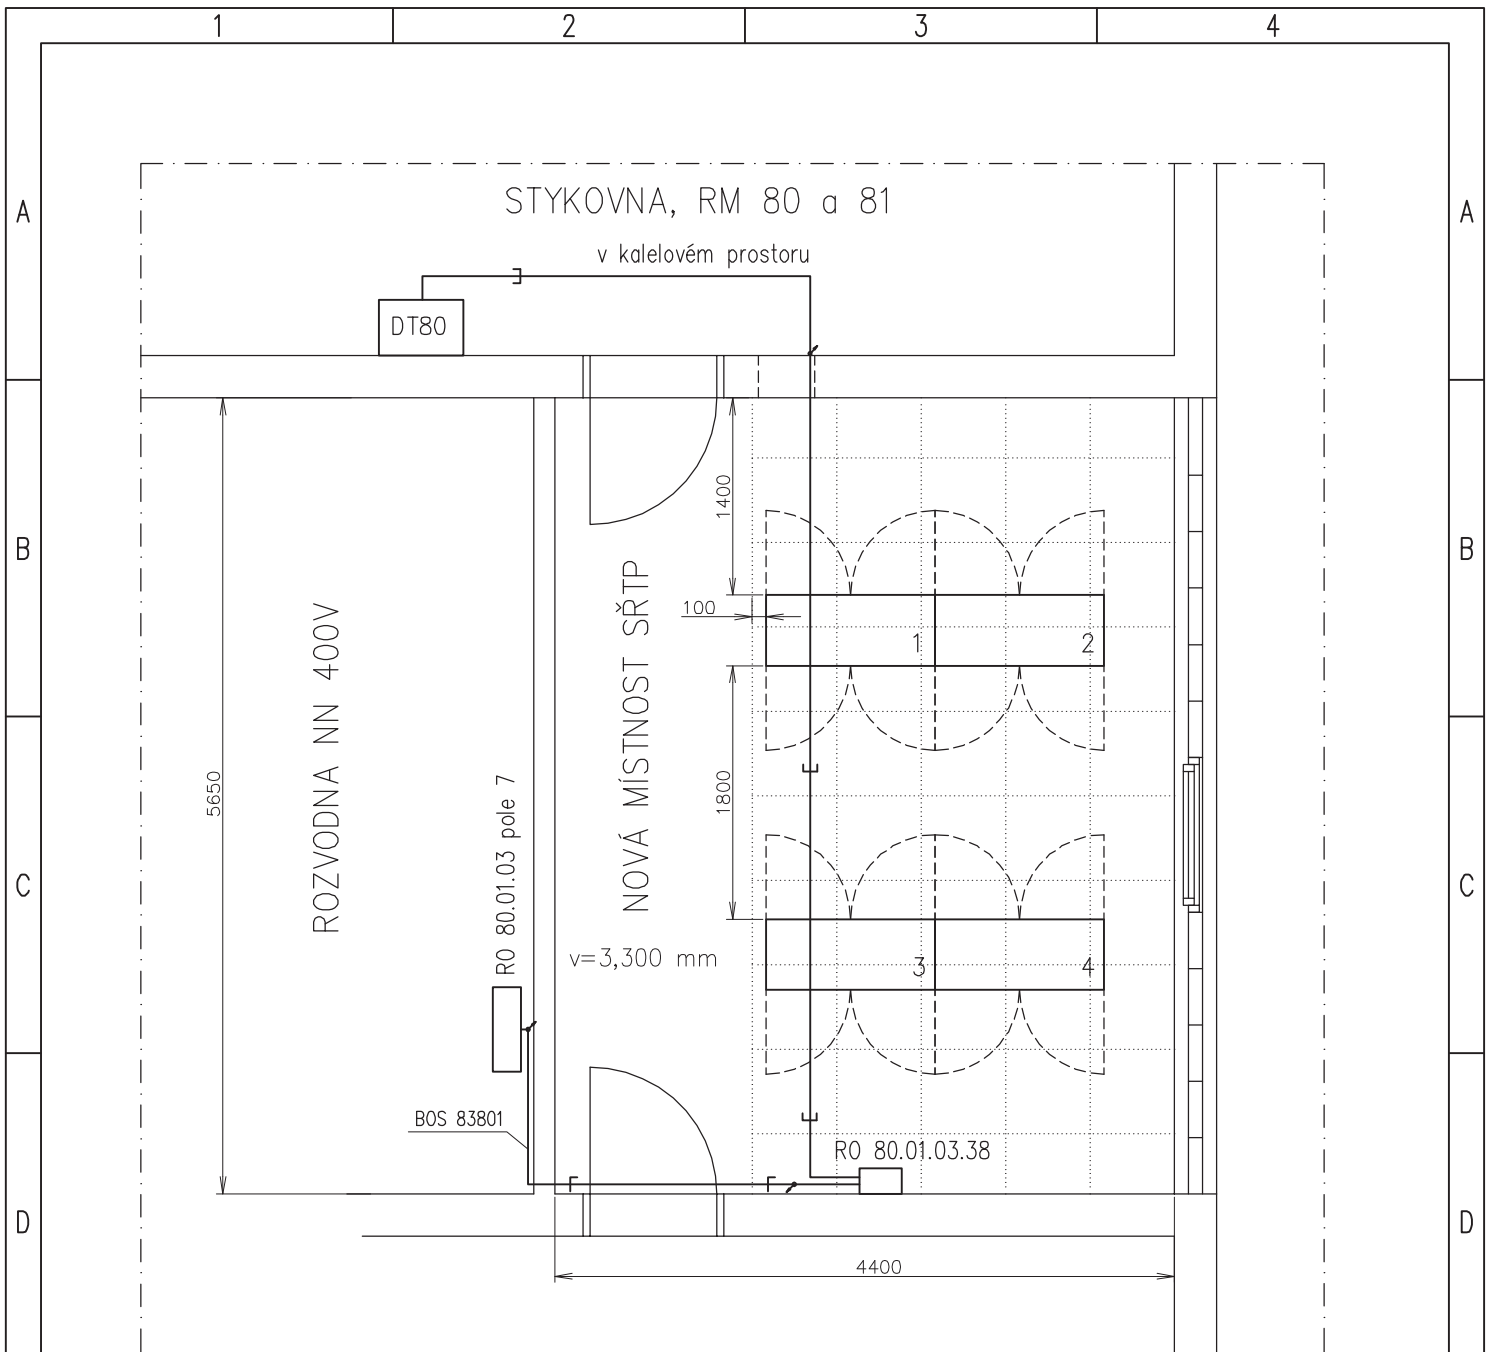 1
2
3
4
A
A
STYKOVNA, RM 80 a 81
v kalelovém prostoru
DT80
B
B
1400
100
1
2
ROZVODNA NN 400V
NOVÁ MÍSTNOST SŘTP
5650
RO 80.01.03 pole 7
1800
C
C
v=3,300 mm
3
4
BOS 83801
RO 80.01.03.38
D
D
4400